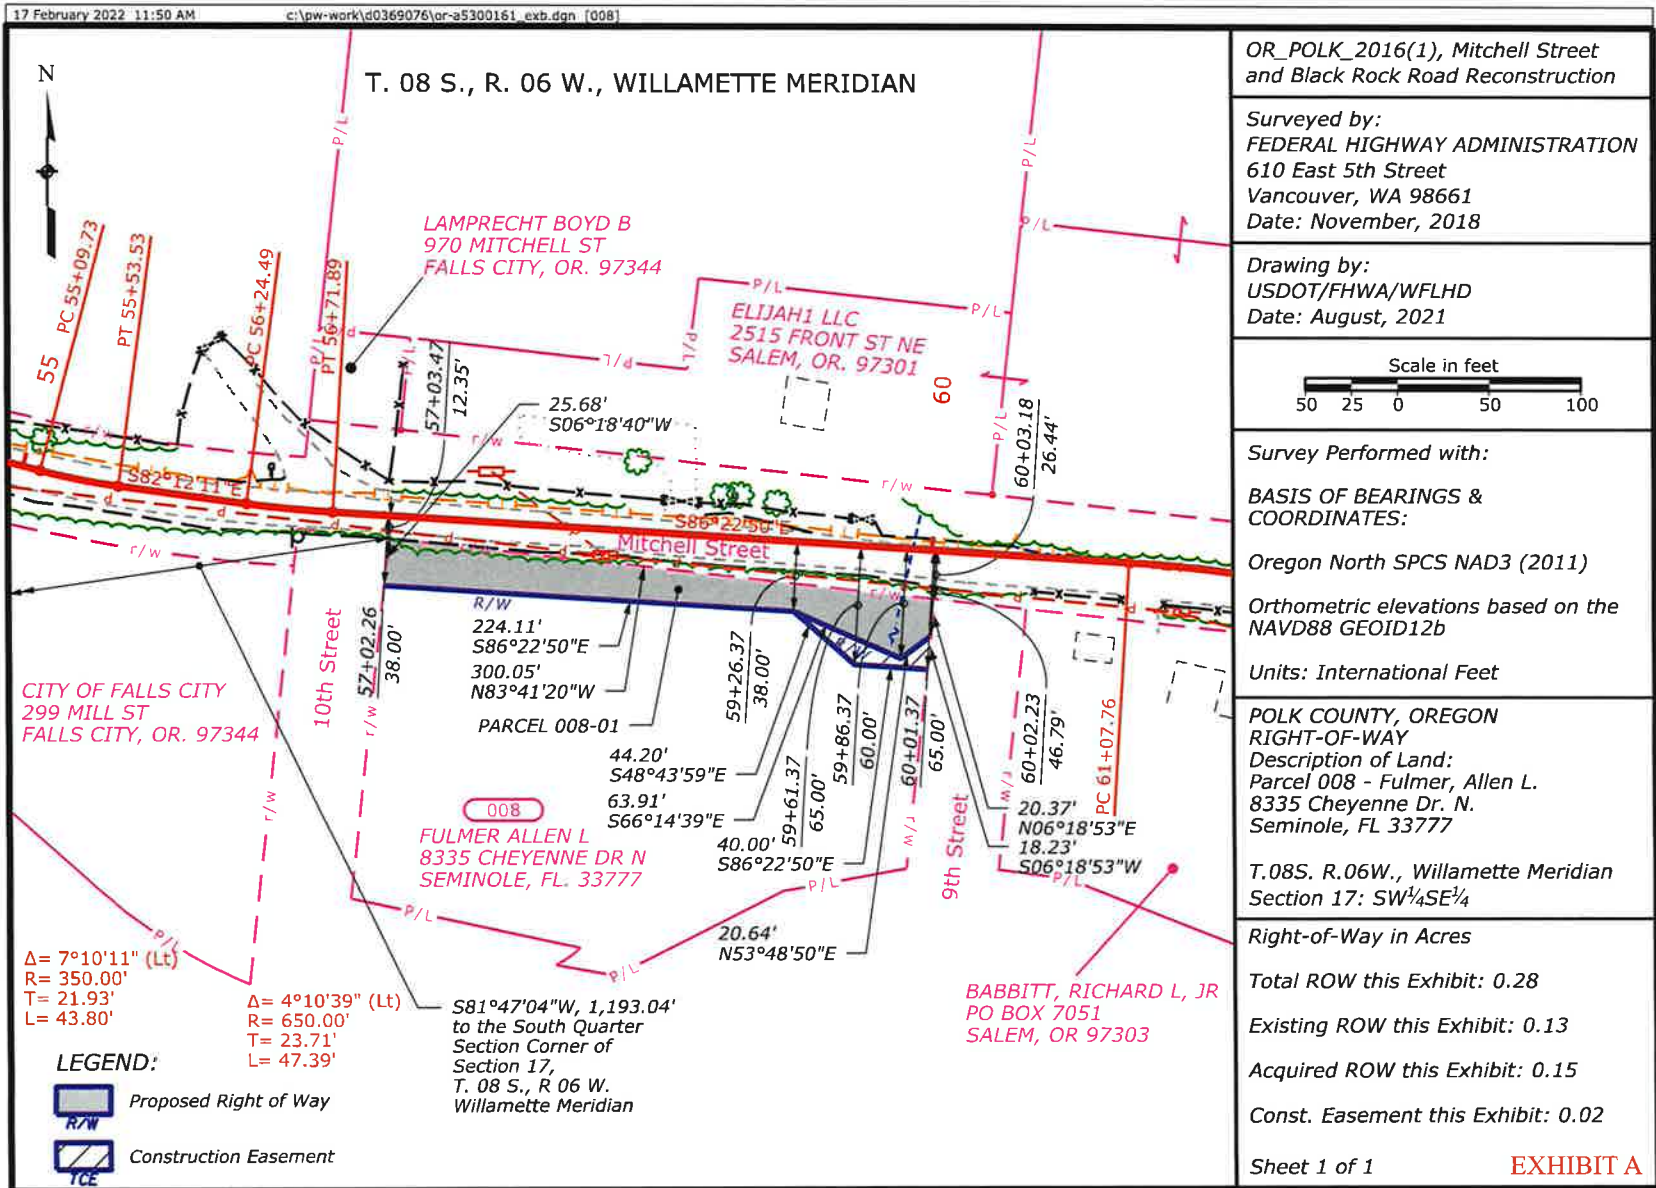 17 February 2022 11:50 AM
c:\pw-work\d0369076\or-a5300161_exb.dgn [008]
N
T. 08 S., R. 06 W., WILLAMETTE MERIDIAN
LAMPRECHT BOYD B
970 MITCHELL ST
FALLS CITY, OR. 97344
ELIJAH1 LLC
2515 FRONT ST NE
SALEM, OR. 97301
PC 55+09.73
55
PT 55+53.53
PC 56+24.49
PT 56+71.89
57+03.47
12.35'
25.68'
S06°18'40"W
60
60+03.18
26.44'
P/L
P/L
P/L
P/L
P/L
P/L
P/L
P/L
P/L
r/w
r/w
r/w
S82°12'11"E
S86°22'50"E
Mitchell Street
r/w
r/w
R/W
224.11'
S86°22'50"E
300.05'
N83°41'20"W
PARCEL 008-01
57+02.26
38.00'
10th Street
r/w
r/w
59+26.37
38.00'
59+61.37
65.00'
59+86.37
60.00'
60+01.37
65.00'
60+02.23
46.79'
PC 61+07.76
CITY OF FALLS CITY
299 MILL ST
FALLS CITY, OR. 97344
44.20'
S48°43'59"E
63.91'
S66°14'39"E
40.00'
S86°22'50"E
20.64'
N53°48'50"E
20.37'
N06°18'53"E
18.23'
S06°18'53"W
9th Street
r/w
r/w
008
FULMER ALLEN L
8335 CHEYENNE DR N
SEMINOLE, FL. 33777
P/L
P/L
P/L
P/L
P/L
BABBITT, RICHARD L, JR
PO BOX 7051
SALEM, OR 97303
Δ= 7°10'11" (Lt)
R= 350.00'
T= 21.93'
L= 43.80'
Δ= 4°10'39" (Lt)
R= 650.00'
T= 23.71'
L= 47.39'
S81°47'04"W, 1,193.04'
to the South Quarter
Section Corner of
Section 17,
T. 08 S., R 06 W.
Willamette Meridian
LEGEND:
R/W
Proposed Right of Way
TCE
Construction Easement
OR_POLK_2016(1), Mitchell Street
and Black Rock Road Reconstruction
Surveyed by:
FEDERAL HIGHWAY ADMINISTRATION
610 East 5th Street
Vancouver, WA 98661
Date: November, 2018
Drawing by:
USDOT/FHWA/WFLHD
Date: August, 2021
Scale in feet
50 25 0 50 100
Survey Performed with:
BASIS OF BEARINGS &
COORDINATES:
Oregon North SPCS NAD3 (2011)
Orthometric elevations based on the
NAVD88 GEOID12b
Units: International Feet
POLK COUNTY, OREGON
RIGHT-OF-WAY
Description of Land:
Parcel 008 - Fulmer, Allen L.
8335 Cheyenne Dr. N.
Seminole, FL 33777
T.08S. R.06W., Willamette Meridian
Section 17: SW¼SE¼
Right-of-Way in Acres
Total ROW this Exhibit: 0.28
Existing ROW this Exhibit: 0.13
Acquired ROW this Exhibit: 0.15
Const. Easement this Exhibit: 0.02
Sheet 1 of 1
EXHIBIT A